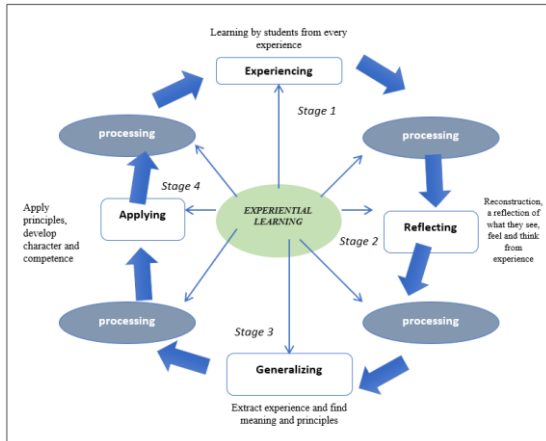 Learning by students from every
experience
Experiencing
Stage 1
processing
processing
Stage 4
Apply
principles,
develop
character and
competence
Applying
EXPERIENTIAL
LEARNING
Stage 2
Reflecting
Reconstruction,
a reflection of
what they see,
feel and think
from
experience
processing
processing
Stage 3
Generalizing
Extract experience and find
meaning and principles